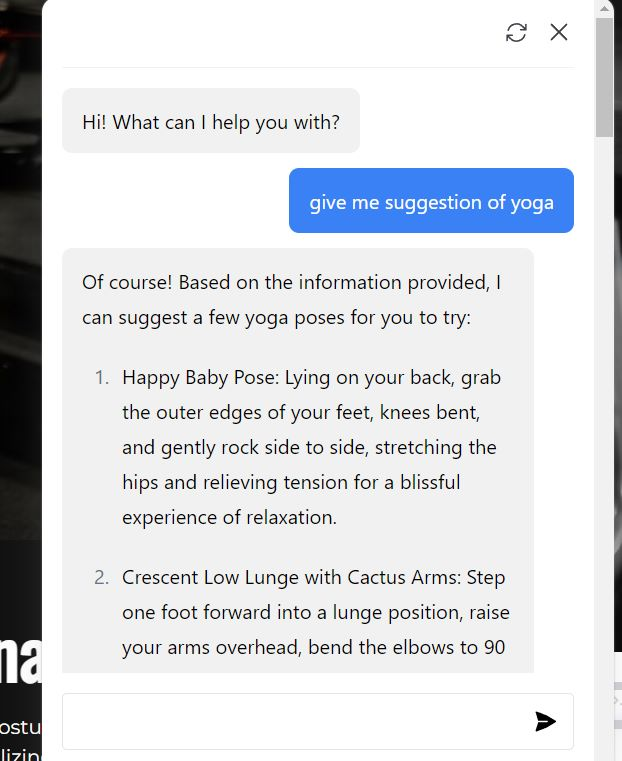 Hi! What can I help you with?
give me suggestion of yoga
Of course! Based on the information provided, I
can suggest a few yoga poses for you to try:
1. Happy Baby Pose: Lying on your back, grab
the outer edges of your feet, knees bent,
and gently rock side to side, stretching the
hips and relieving tension for a blissful
experience of relaxation.
2. Crescent Low Lunge with Cactus Arms: Step
one foot forward into a lunge position, raise
your arms overhead, bend the elbows to 90
na
ostu
lizin